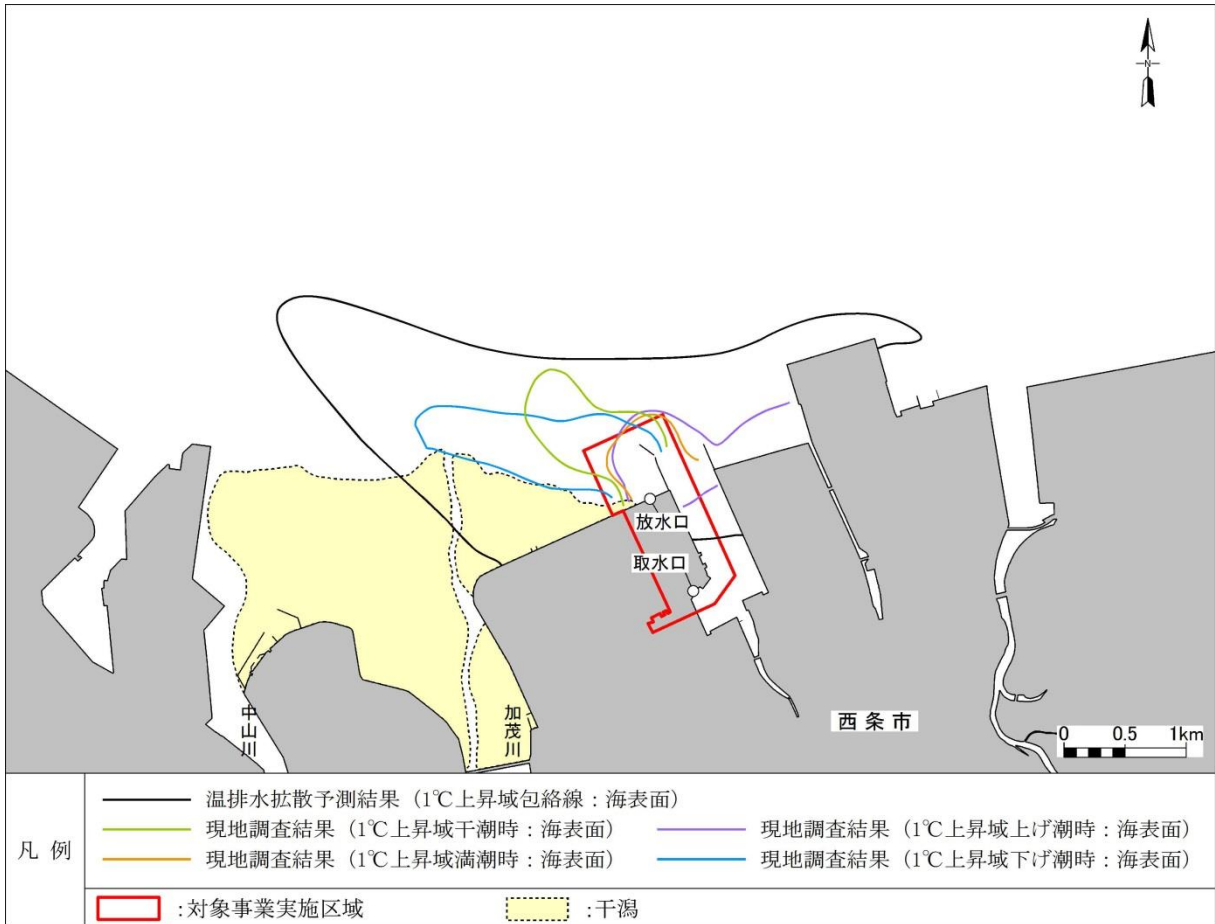 N
放水口
取水口
中山川
加茂川
西条市
0 0.5 1km
凡 例
温排水拡散予測結果（1℃上昇域包絡線：海表面）
現地調査結果（1℃上昇域干潮時：海表面）
現地調査結果（1℃上昇域上げ潮時：海表面）
現地調査結果（1℃上昇域満潮時：海表面）
現地調査結果（1℃上昇域下げ潮時：海表面）
:対象事業実施区域
:干潟